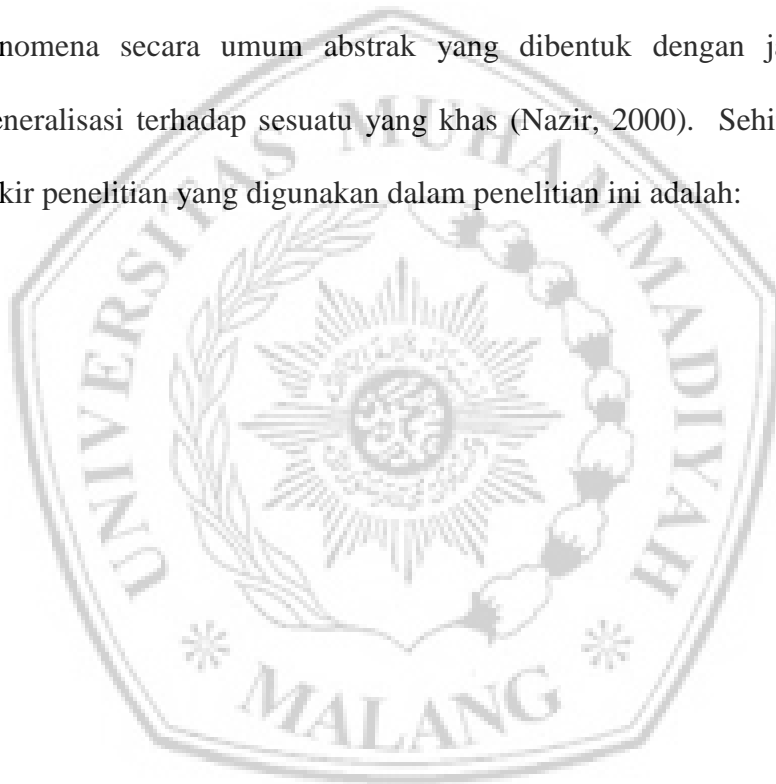 enomena secara umum abstrak yang dibentuk dengan ja
eneralisasi terhadap sesuatu yang khas (Nazir, 2000). Sehi
kir penelitian yang digunakan dalam penelitian ini adalah:
UNIVERSITAS MUHAMMADIYAH
MALANG